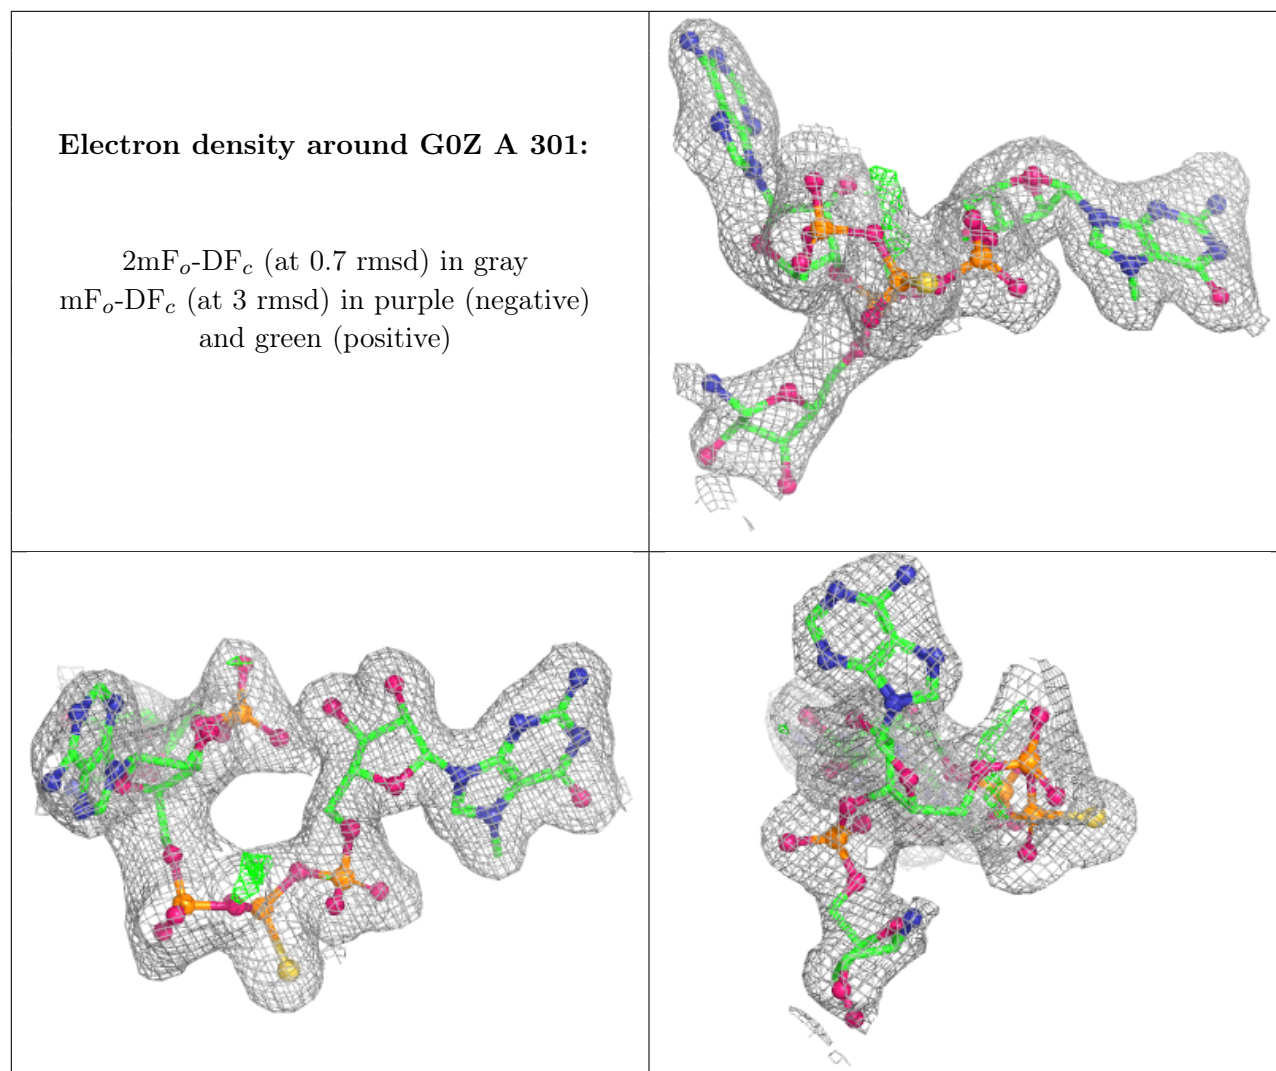 Electron density around G0Z A 301:
2mFo-DFc (at 0.7 rmsd) in gray
mFo-DFc (at 3 rmsd) in purple (negative)
and green (positive)